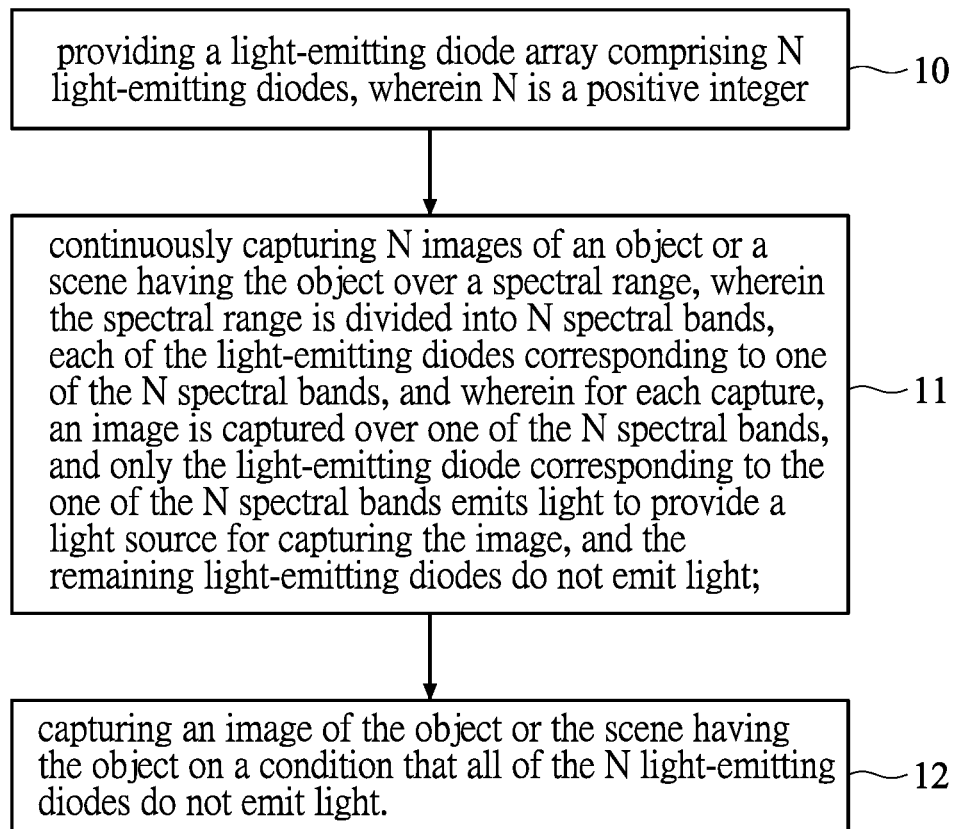 providing a light-emitting diode array comprising N
light-emitting diodes, wherein N is a positive integer
10
continuously capturing N images of an object or a
scene having the object over a spectral range, wherein
the spectral range is divided into N spectral bands,
each of the light-emitting diodes corresponding to one
of the N spectral bands, and wherein for each capture,
an image is captured over one of the N spectral bands,
and only the light-emitting diode corresponding to the
one of the N spectral bands emits light to provide a
light source for capturing the image, and the
remaining light-emitting diodes do not emit light;
11
capturing an image of the object or the scene having
the object on a condition that all of the N light-emitting
diodes do not emit light.
12